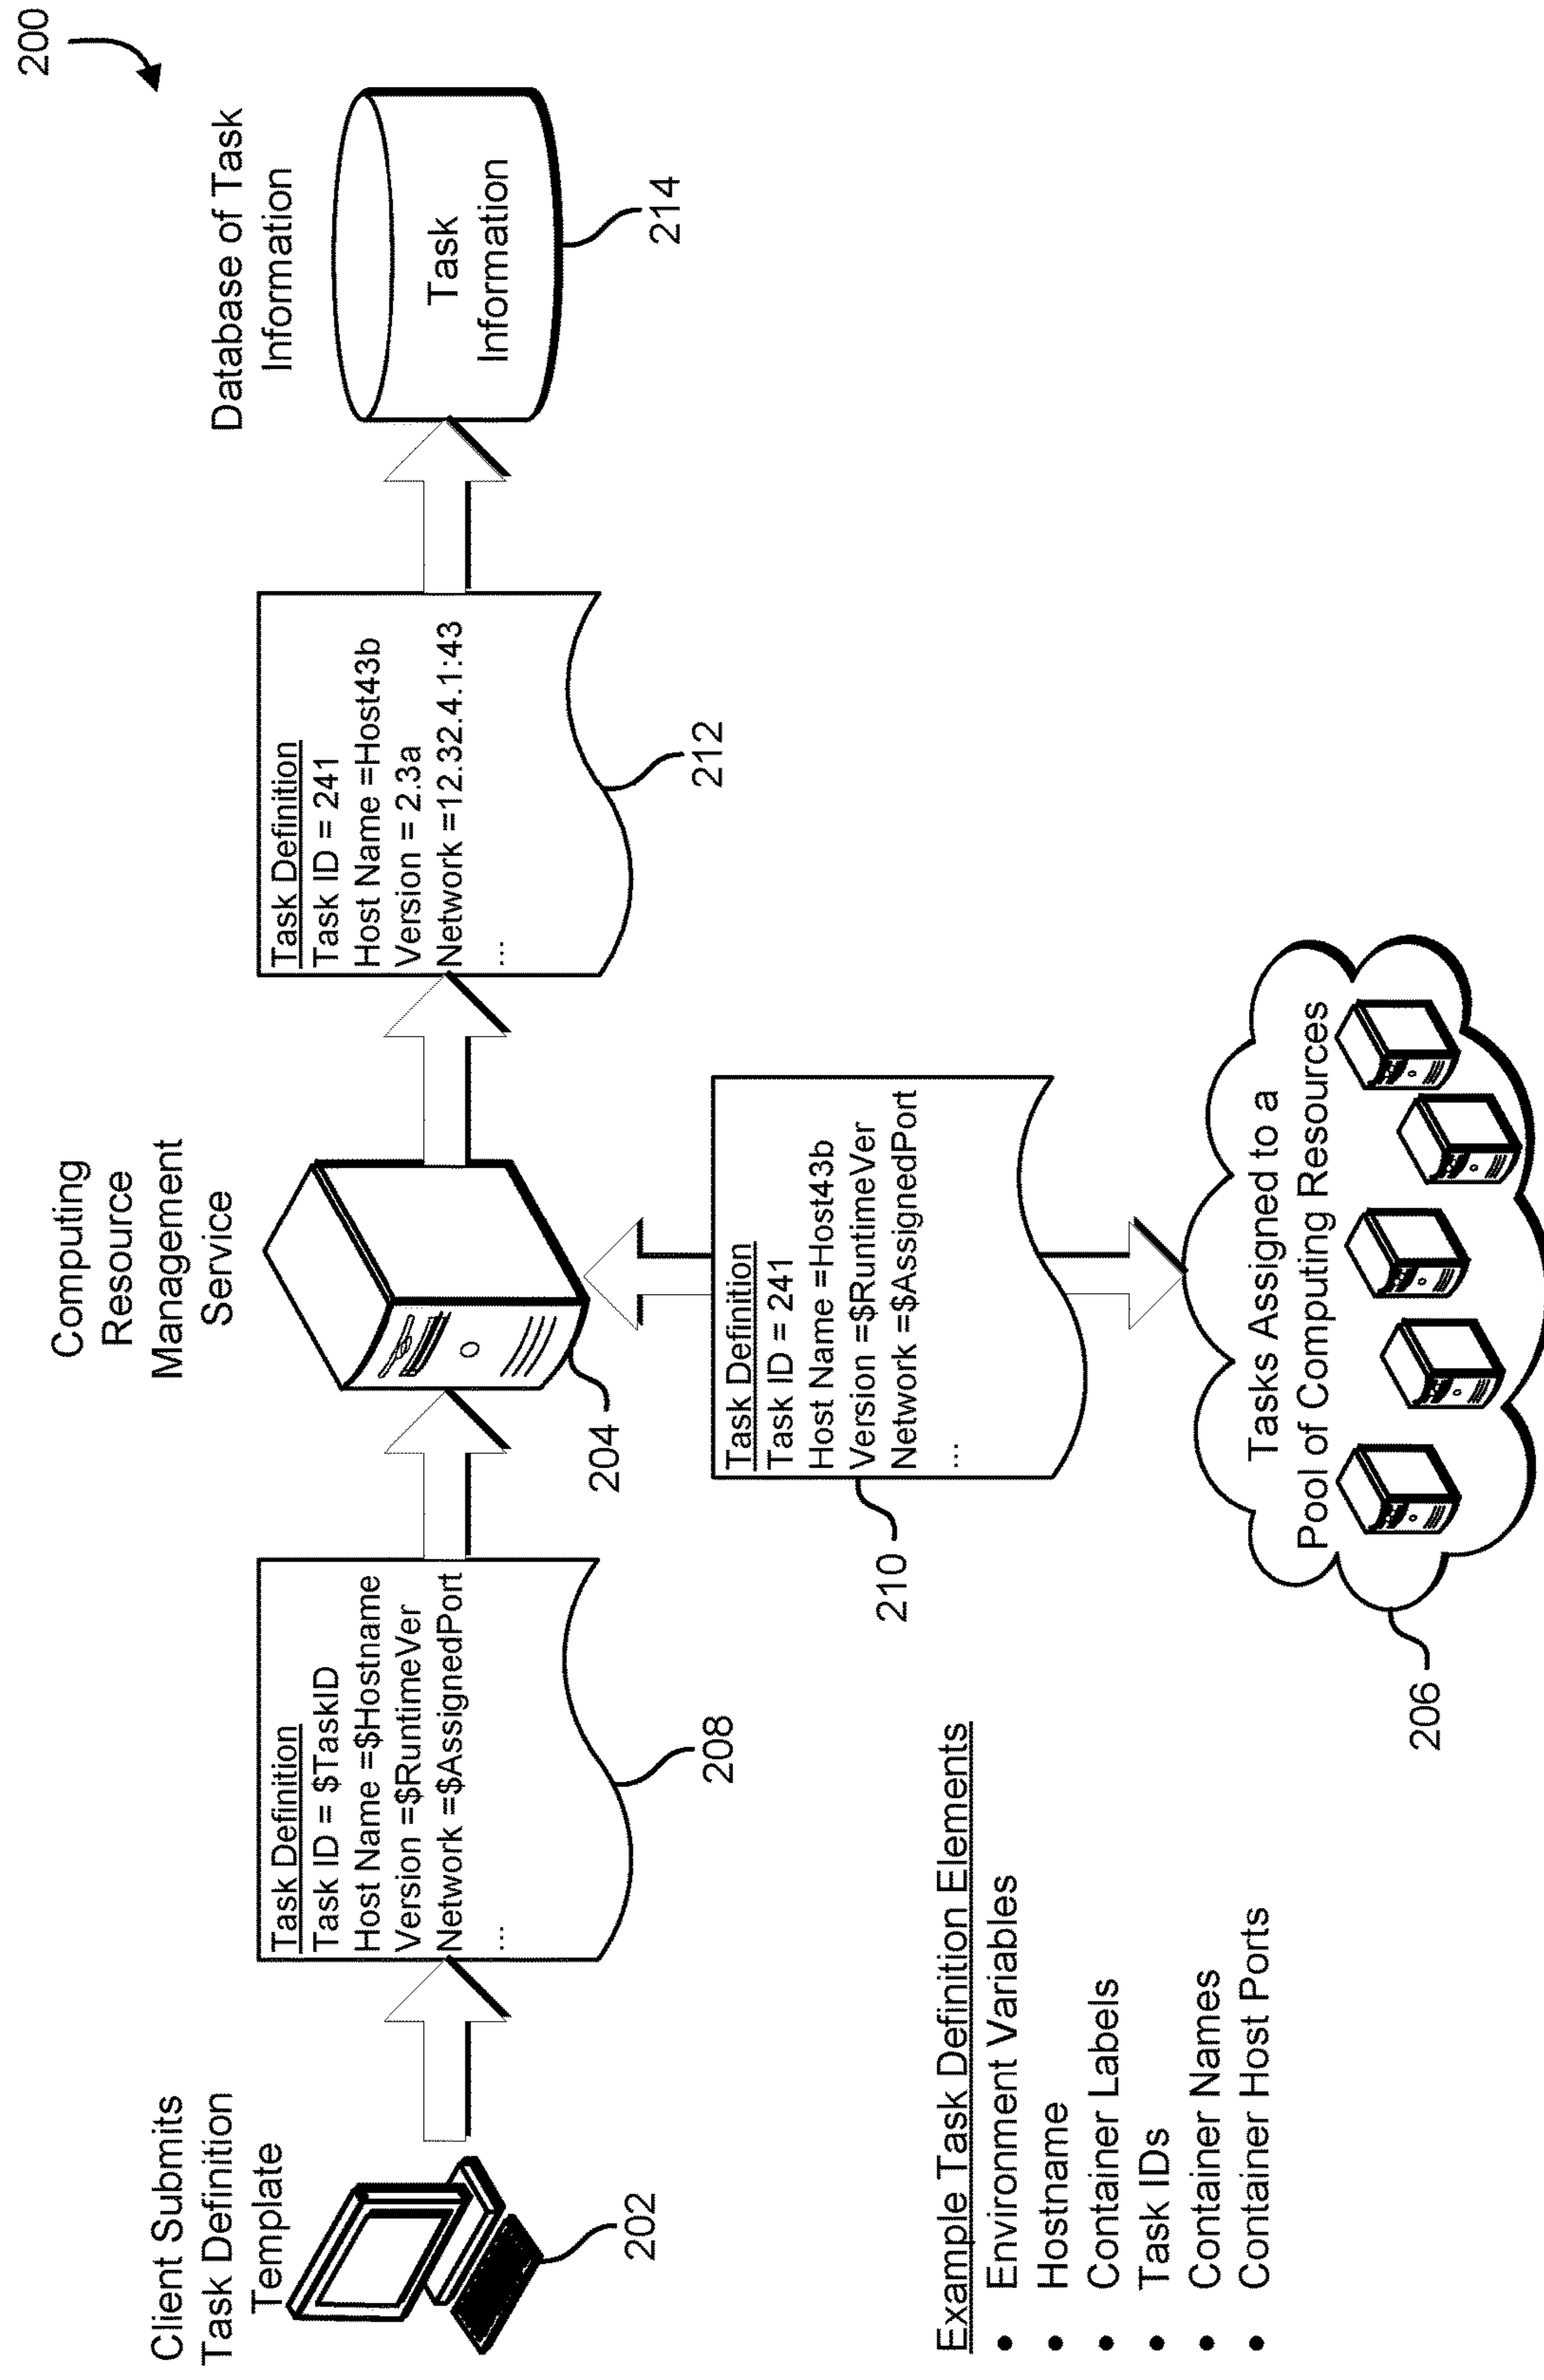 200
Client Submits
Task Definition
Template
202
Task Definition
Task ID = $TaskID
Host Name =$Hostname
Version =$RuntimeVer
Network =$AssignedPort
...
208
Computing
Resource
Management
Service
204
Task Definition
Task ID = 241
Host Name =Host43b
Version = 2.3a
Network =12.32.4.1:43
...
212
Database of Task
Information
Task
Information
214
Task Definition
Task ID = 241
Host Name =Host43b
Version =$RuntimeVer
Network =$AssignedPort
...
210
Tasks Assigned to a
Pool of Computing Resources
206
Example Task Definition Elements
• Environment Variables
• Hostname
• Container Labels
• Task IDs
• Container Names
• Container Host Ports